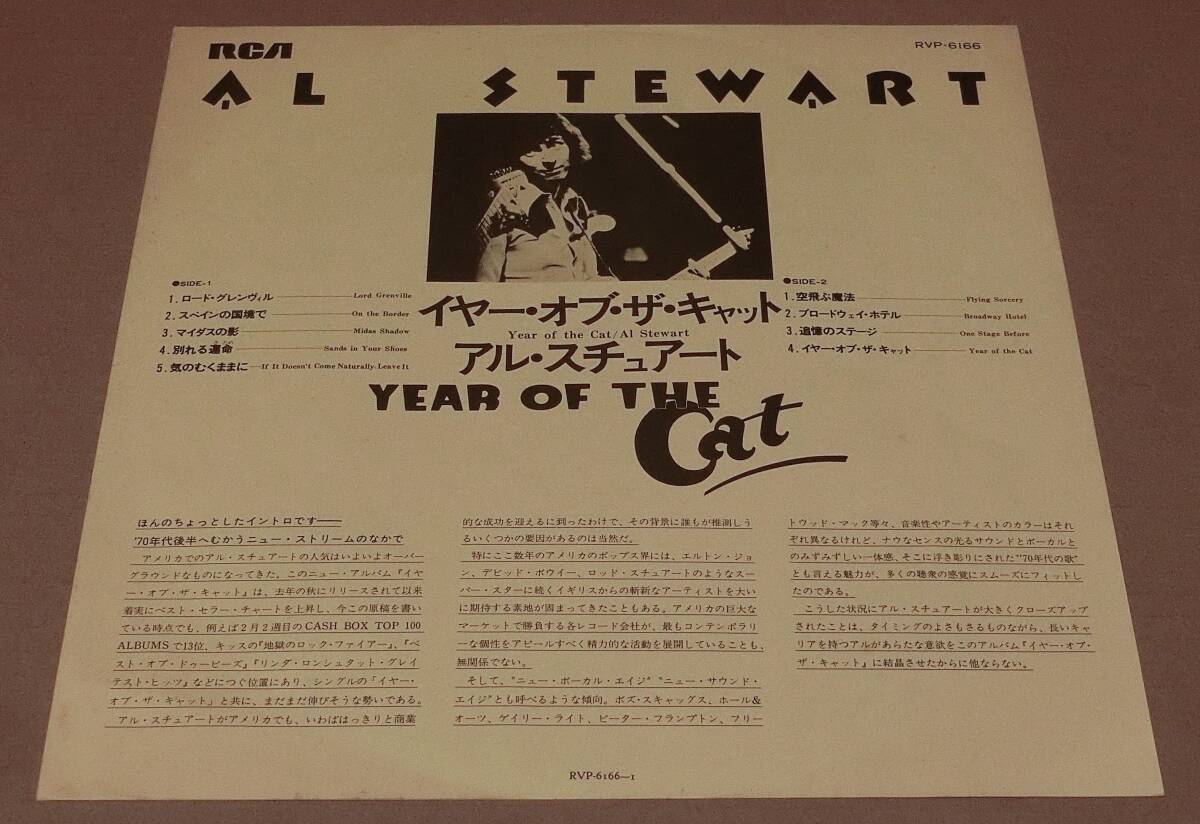 RCA
RVP-6166
AL STEWART
●SIDE-1
1. ロード・グレンヴィル Lord Grenville
2. スペインの国境で On the Border
3. マイダスの影 Midas Shadow
4. 別れる運命 Sands in Your Shoes
5. 気のむくままに If It Doesn't Come Naturally, Leave It
イヤー・オブ・ザ・キャット
Year of the Cat/Al Stewart
アル・スチュアート
●SIDE-2
1. 空飛ぶ魔法 Flying Sorcery
2. ブロードウェイ・ホテル Broadway Hotel
3. 追憶のステージ One Stage Before
4. イヤー・オブ・ザ・キャット Year of the Cat
YEAR OF THE
Cat
ほんのちょっとしたイントロです——
'70年代後半へむかうニュー・ストリームのなかで
アメリカでのアル・スチュアートの人気はいよいよオーバー
グラウンドなものになってきた。このニュー・アルバム『イヤ
ー・オブ・ザ・キャット』は、去年の秋にリリースされて以来
着実にベスト・セラー・チャートを上昇し、今この原稿を書い
ている時点でも、例えば2月2週目のCASH BOX TOP 100
ALBUMSで13位、キッスの『地獄のロック・ファイアー』、『ベ
スト・オブ・ドゥービーズ』『リンダ・ロンシュタット・グレイ
テスト・ヒッツ』などにつぐ位置にあり、シングルの「イヤー・
オブ・ザ・キャット」と共に、まだまだ伸びそうな勢いである。
アル・スチュアートがアメリカでも、いわばはっきりと商業
的な成功を迎えるに到ったわけで、その背景に誰もが推測しう
るいくつかの要因があるのは当然だ。
特にここ数年のアメリカのポップス界には、エルトン・ジョ
ン、デビッド・ボウイー、ロッド・スチュアートのようなスー
パー・スターに続くイギリスからの斬新なアーティストを大い
に期待する素地が固まってきたこともある。アメリカの巨大な
マーケットで勝負する各レコード会社が、最もコンテンポラリ
ーな個性をアピールすべく精力的な活動を展開していることも、
無関係でない。
そして、"ニュー・ボーカル・エイジ" "ニュー・サウンド・
エイジ"とも呼べるような傾向。ボズ・スキャッグス、ホール&
オーツ、ゲイリー・ライト、ピーター・フランプトン、フリー
トウッド・マック等々、音楽性やアーティストのカラーはそれ
ぞれ異なるけれど、ナウなセンスの光るサウンドとボーカルと
のみずみずしい一体感、そこに浮き彫りにされた"'70年代の歌"
とも言える魅力が、多くの聴衆の感覚にスムーズにフィットし
たのである。
こうした状況にアル・スチュアートが大きくクローズアップ
されたことは、タイミングのよさもさるものながら、長いキャ
リアを持つアルがあらたな意欲をこのアルバム『イヤー・オブ・
ザ・キャット』に結晶させたからに他ならない。
RVP-6166—1